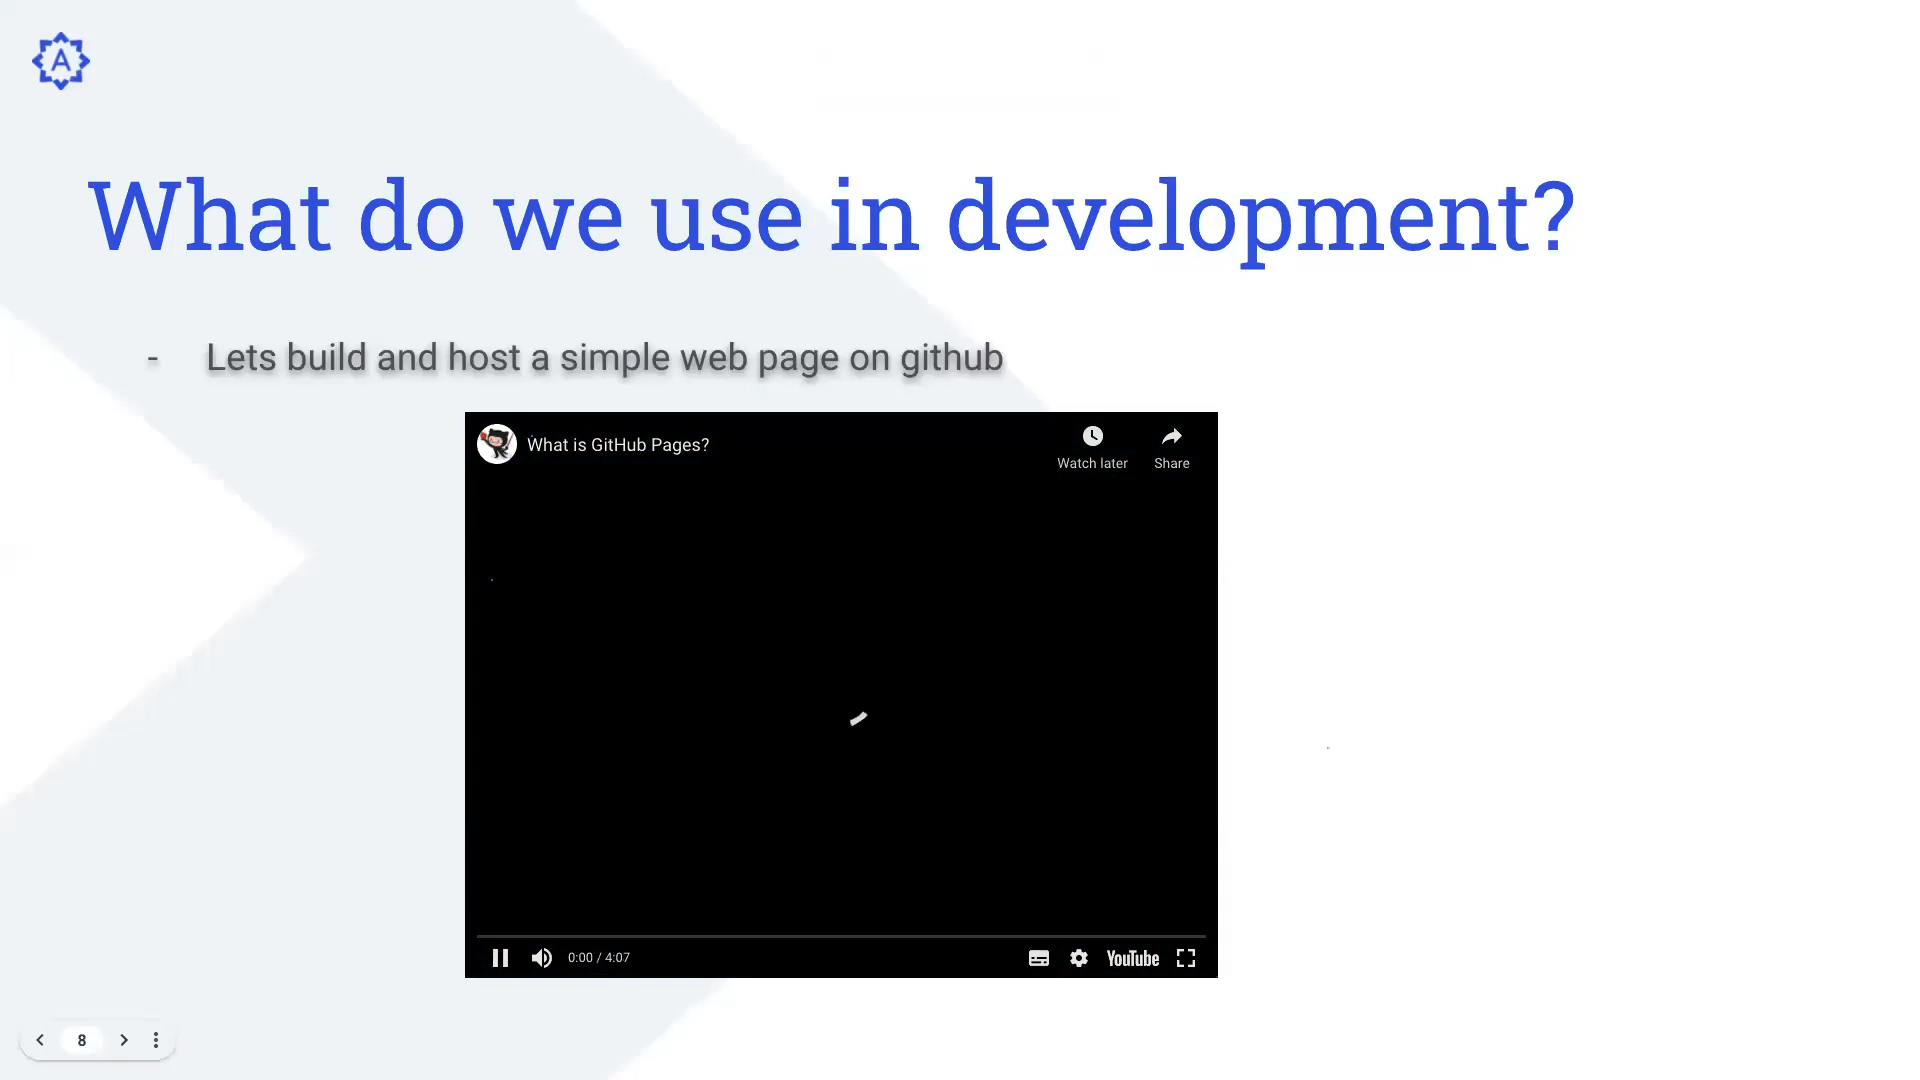 A
What do we use in development?
- Lets build and host a simple web page on github
What is GitHub Pages?
Watch later
Share
0:00 / 4:07
YouTube
8